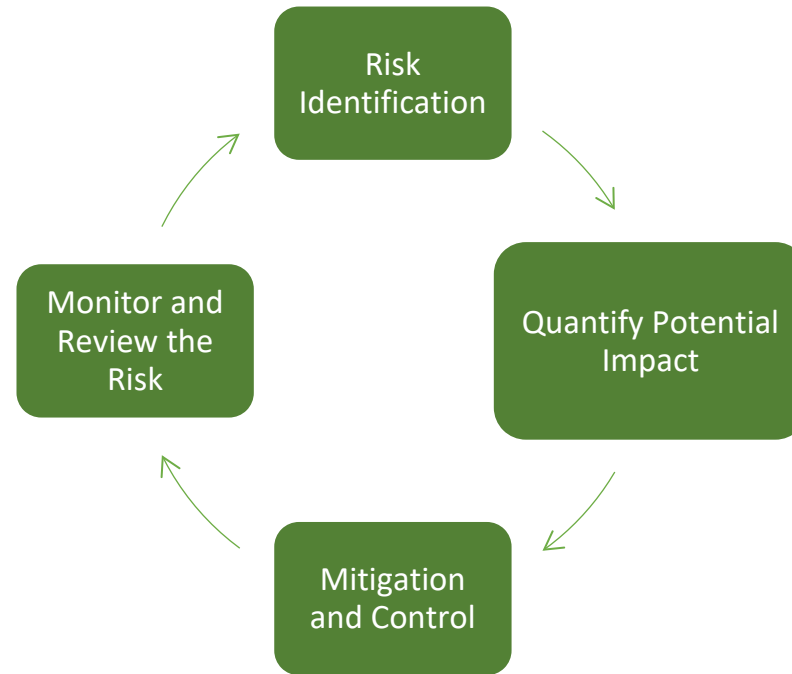 Risk
Identification
Quantify Potential
Impact
Mitigation
and Control
Monitor and
Review the
Risk